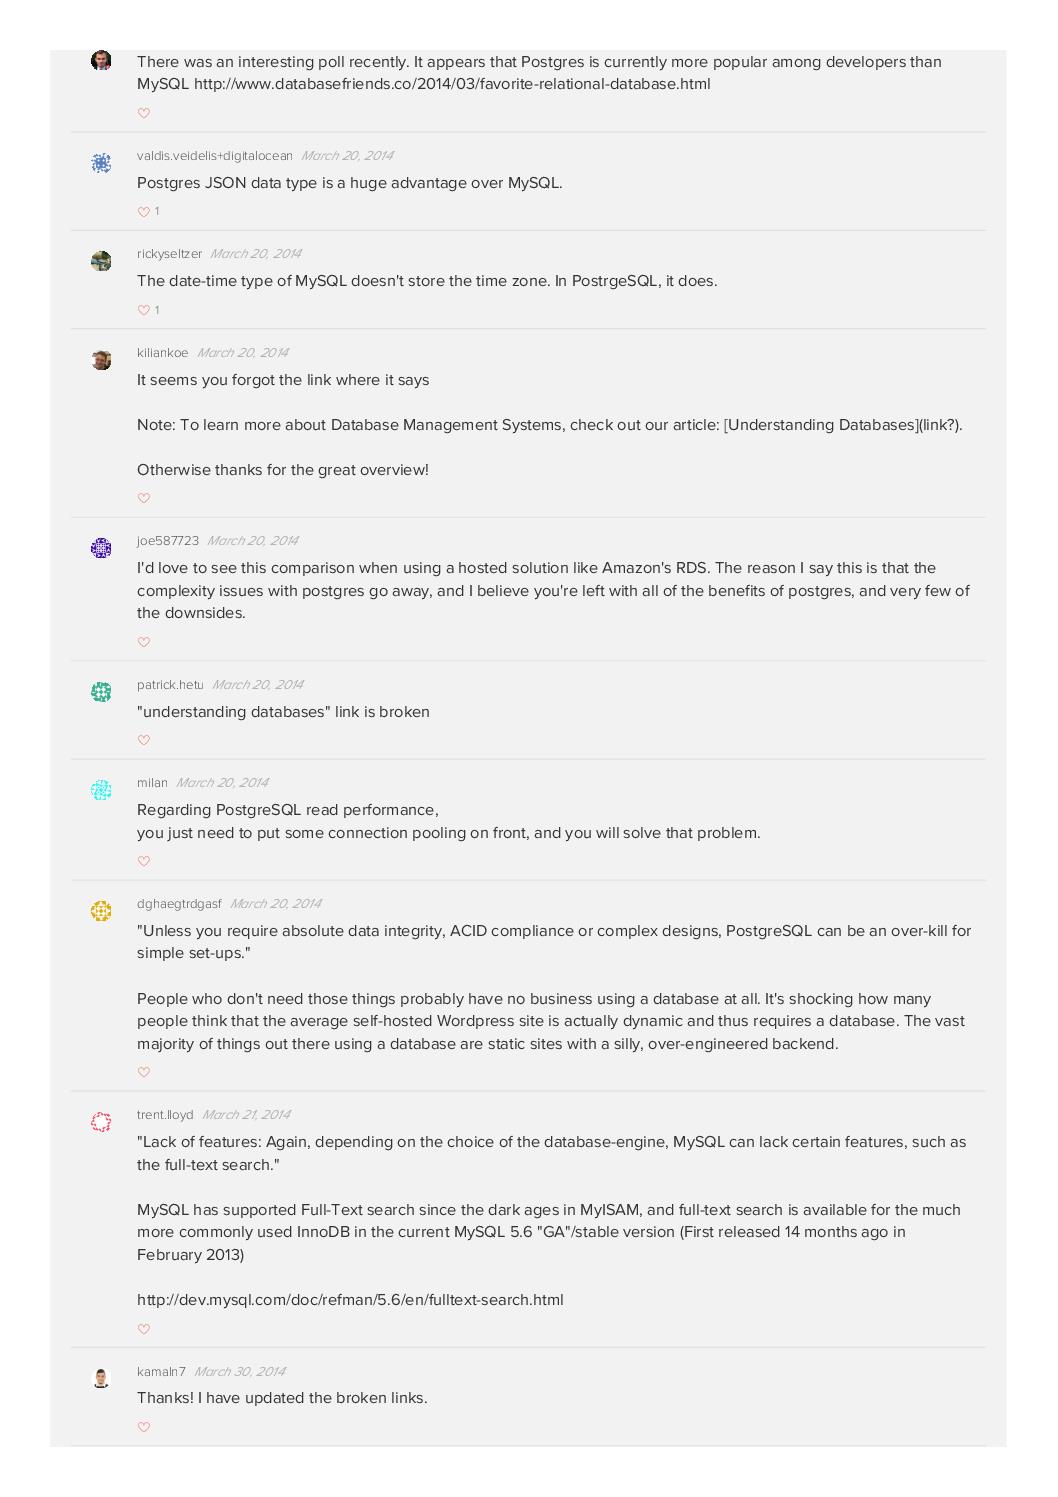 There was an interesting poll recently. It appears that Postgres is currently more popular among developers than
MySQL http://www.databasefriends.co/2014/03/favorite-relational-database.html
valdis.veidelis+digitalocean March 20, 2014
Postgres JSON data type is a huge advantage over MySQL.
1
rickyseltzer March 20, 2014
The date-time type of MySQL doesn't store the time zone. In PostrgeSQL, it does.
1
kiliankoe March 20, 2014
It seems you forgot the link where it says
Note: To learn more about Database Management Systems, check out our article: [Understanding Databases](link?).
Otherwise thanks for the great overview!
joe587723 March 20, 2014
I'd love to see this comparison when using a hosted solution like Amazon's RDS. The reason I say this is that the
complexity issues with postgres go away, and I believe you're left with all of the benefits of postgres, and very few of
the downsides.
patrick.hetu March 20, 2014
"understanding databases" link is broken
milan March 20, 2014
Regarding PostgreSQL read performance,
you just need to put some connection pooling on front, and you will solve that problem.
dghaegtrdgasf March 20, 2014
"Unless you require absolute data integrity, ACID compliance or complex designs, PostgreSQL can be an over-kill for
simple set-ups."
People who don't need those things probably have no business using a database at all. It's shocking how many
people think that the average self-hosted Wordpress site is actually dynamic and thus requires a database. The vast
majority of things out there using a database are static sites with a silly, over-engineered backend.
trent.lloyd March 21, 2014
"Lack of features: Again, depending on the choice of the database-engine, MySQL can lack certain features, such as
the full-text search."
MySQL has supported Full-Text search since the dark ages in MyISAM, and full-text search is available for the much
more commonly used InnoDB in the current MySQL 5.6 "GA"/stable version (First released 14 months ago in
February 2013)
http://dev.mysql.com/doc/refman/5.6/en/fulltext-search.html
kamaln7 March 30, 2014
Thanks! I have updated the broken links.